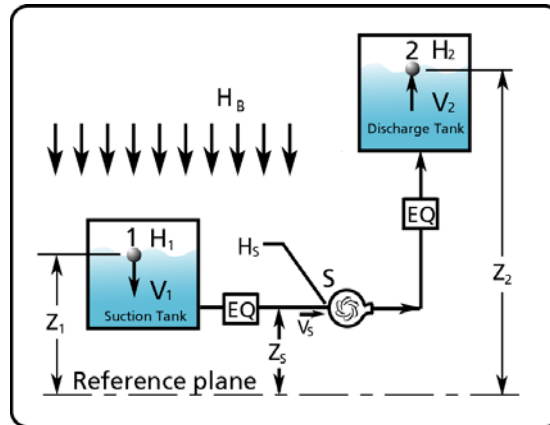 2 H2
HB
V2
Discharge Tank
EQ
1 H1
HS
S
Z2
V1
Z1
Suction Tank
EQ
VS
ZS
Reference plane